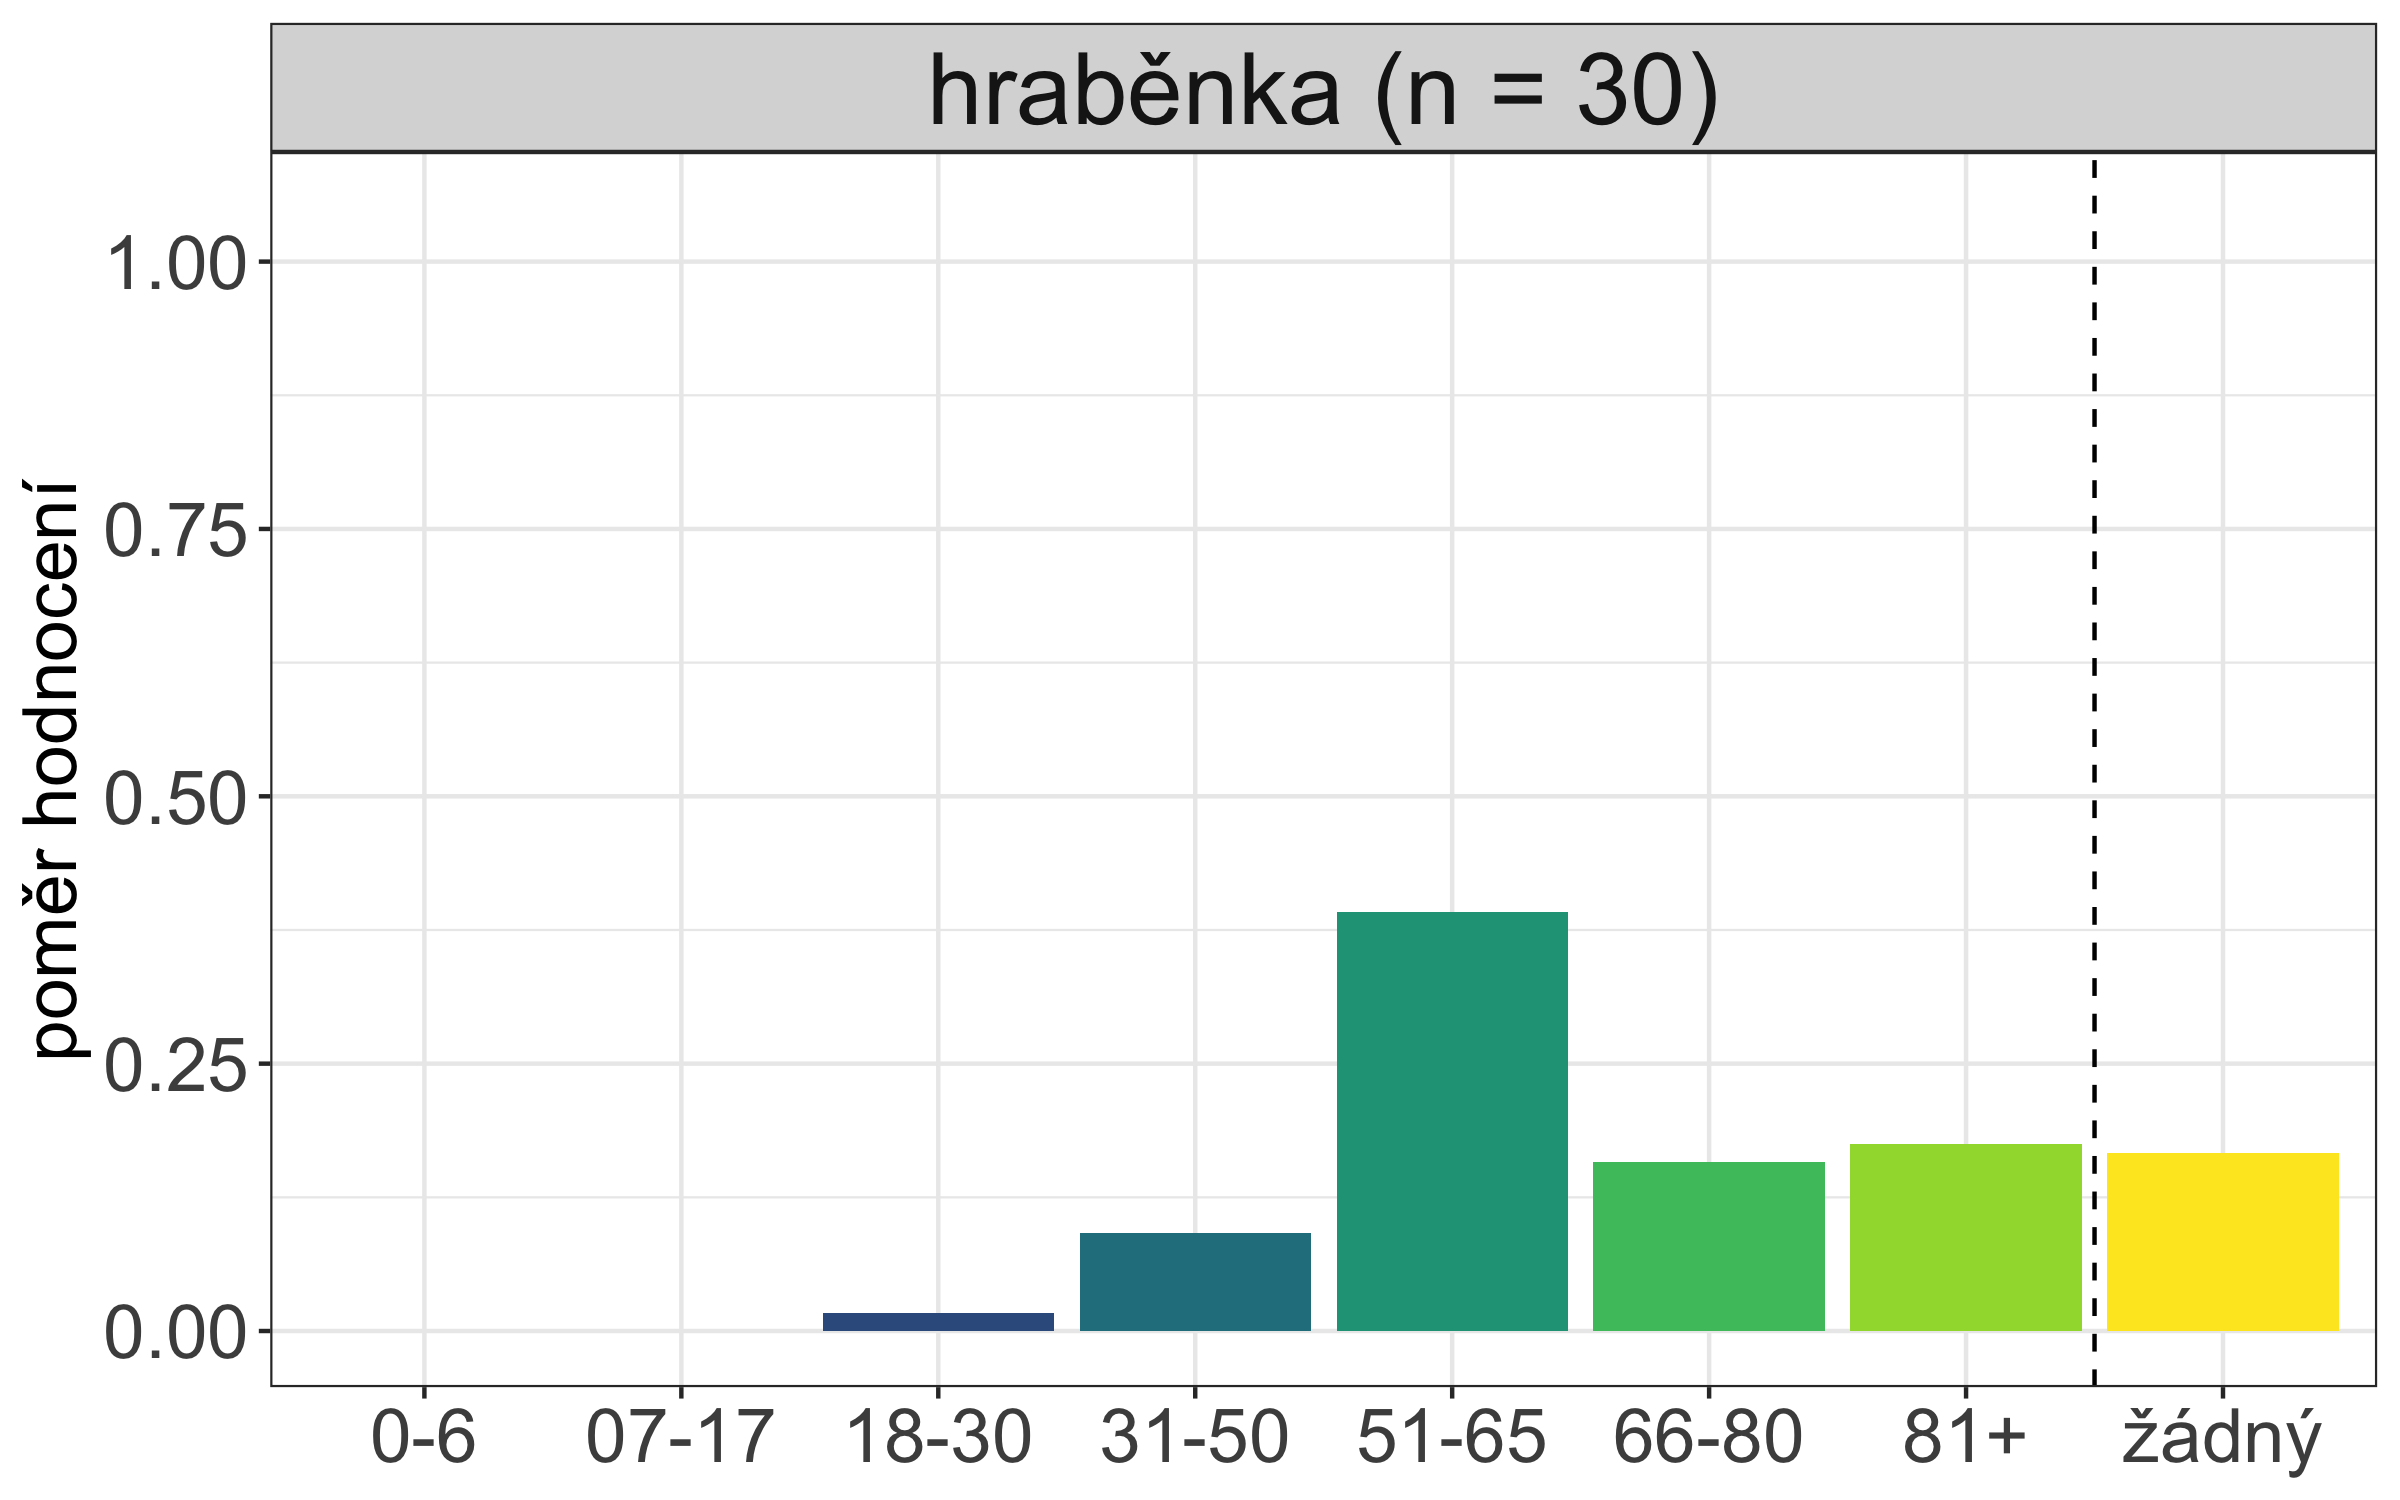 hraběnka (n = 30)
poměr hodnocení
1.00
0.75
0.50
0.25
0.00
0-6 07-17 18-30 31-50 51-65 66-80 81+ žádný